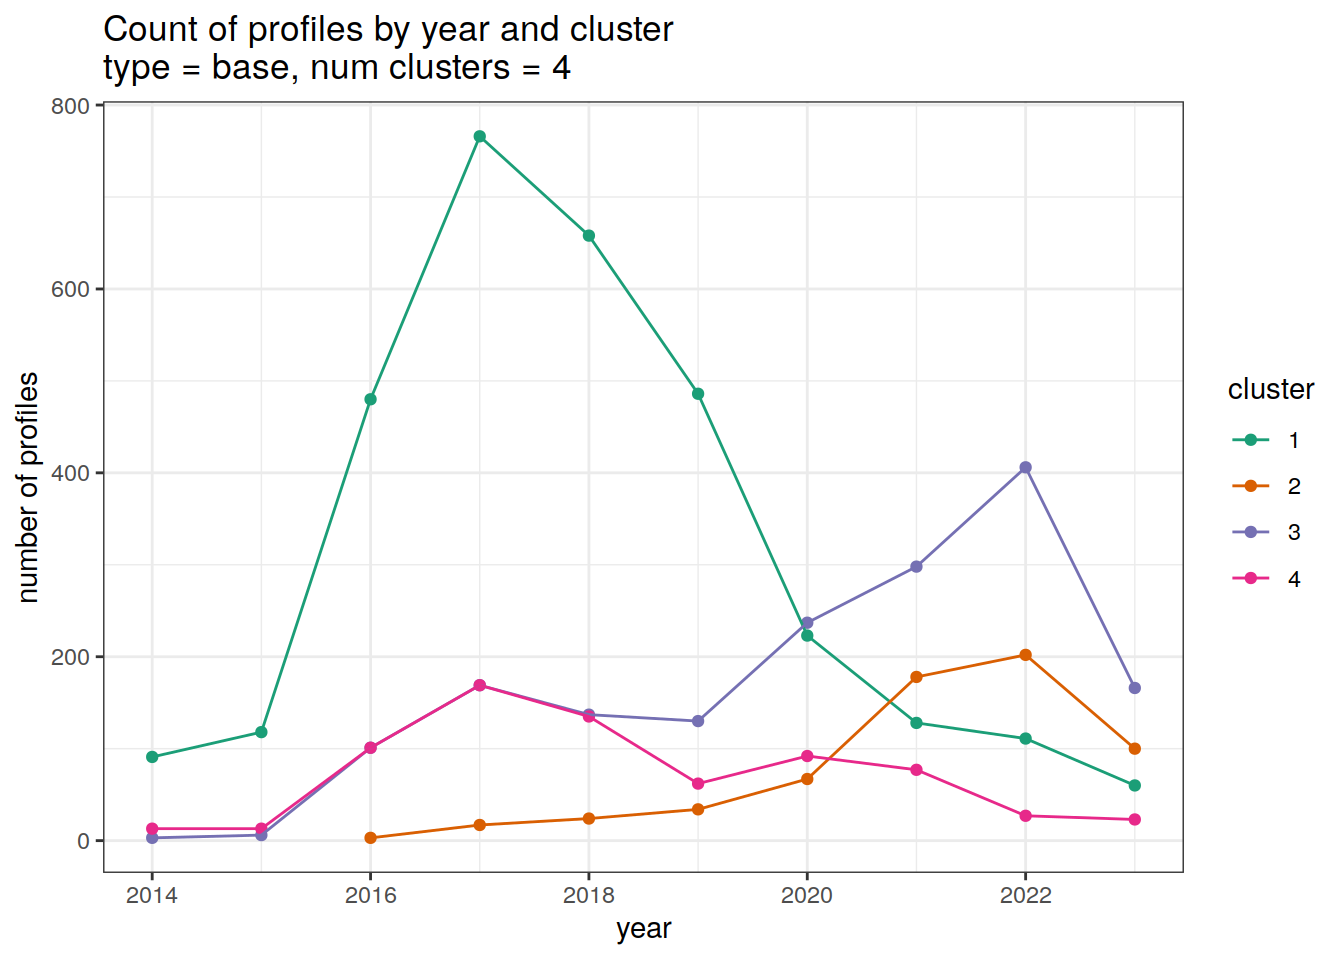 Count of profiles by year and cluster
type = base, num clusters = 4
800
600
400
200
0
number of profiles
2014
2016
2018
2020
2022
year
cluster
1
2
3
4